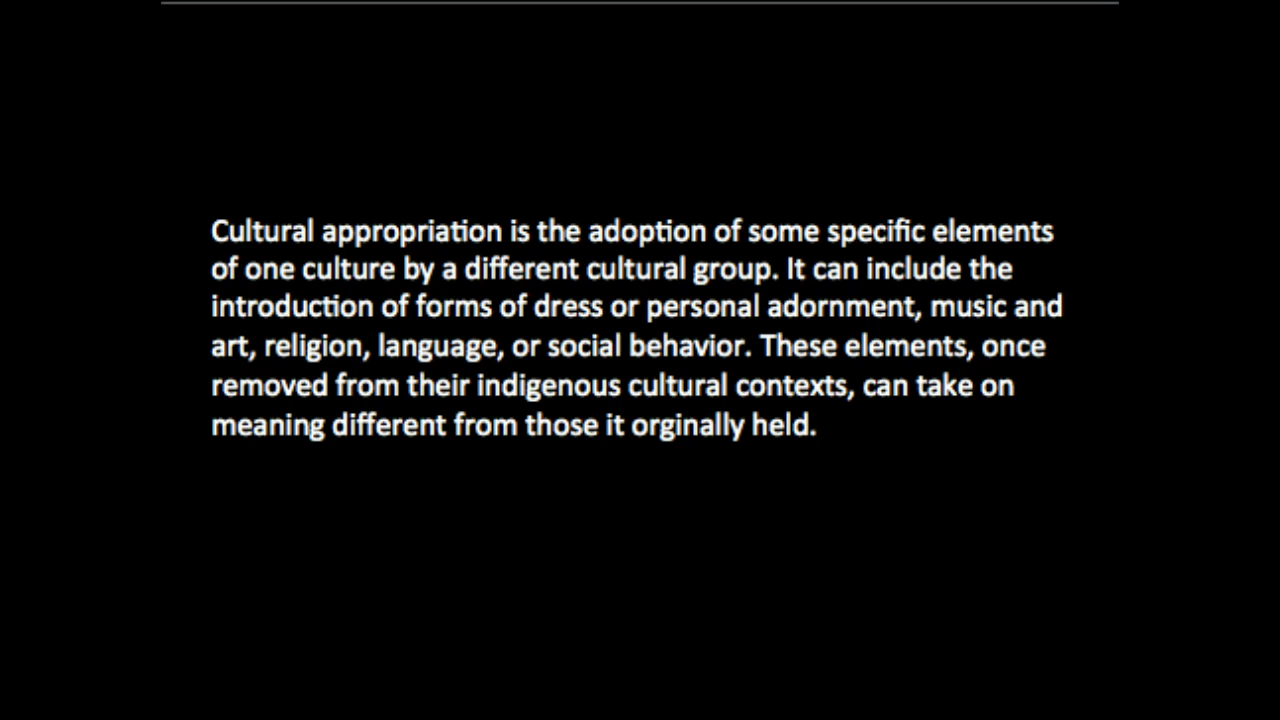 Cultural appropriation is the adoption of some specific elements
of one culture by a different cultural group. It can include the
introduction of forms of dress or personal adornment, music and
art, religion, language, or social behavior. These elements, once
removed from their indigenous cultural contexts, can take on
meaning different from those it orginally held.